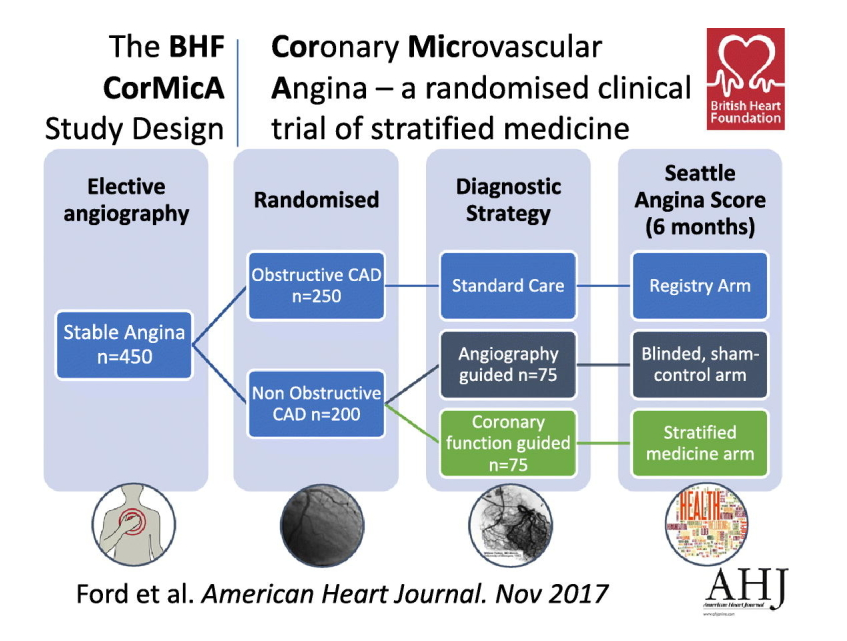 The BHF
CorMicA
Study Design
Coronary Microvascular
Angina – a randomised clinical
trial of stratified medicine
British Heart
Foundation
Elective
angiography
Randomised
Diagnostic
Strategy
Seattle
Angina Score
(6 months)
Stable Angina
n=450
Obstructive CAD
n=250
Standard Care
Registry Arm
Angiography
guided n=75
Blinded, sham-
control arm
Non Obstructive
CAD n=200
Coronary
function guided
n=75
Stratified
medicine arm
HEALTH
Ford et al. American Heart Journal. Nov 2017
AHJ
American Heart Journal